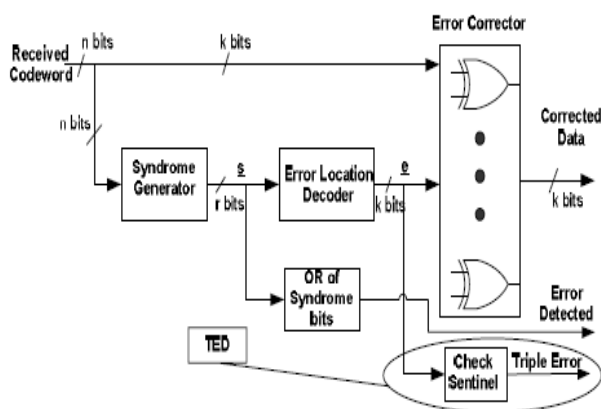 Error Corrector
n bits
k bits
Received
Codeword
n bits
Corrected
Data
Syndrome
Generator
s
r bits
Error Location
Decoder
e
k bits
k bits
OR of
Syndrome
bits
Error
Detected
TED
Check
Sentinel
Triple Error